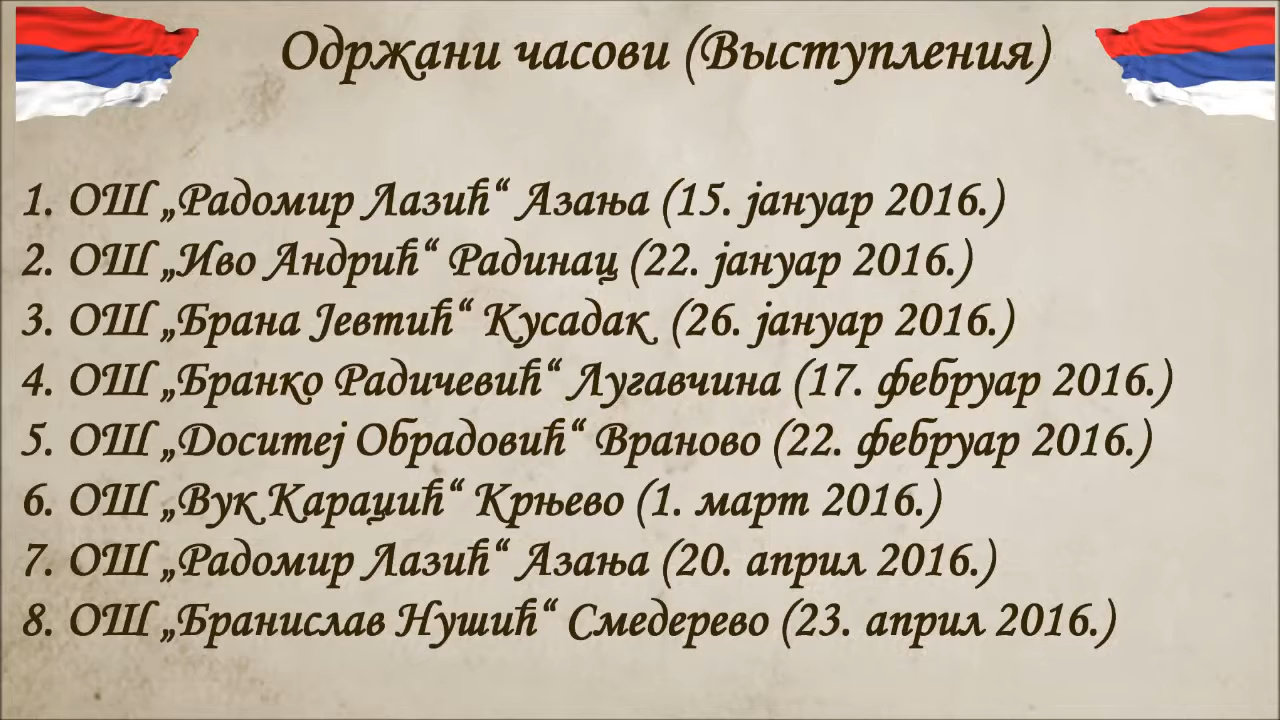 Одржани часови (Выступления)
1. ОШ „Радомир Лазић“ Азања (15. јануар 2016.)
2. ОШ „Иво Андрић“ Радинац (22. јануар 2016.)
3. ОШ „Брана Јевтић“ Кусадак (26. јануар 2016.)
4. ОШ „Бранко Радичевић“ Лугавчина (17. фебруар 2016.)
5. ОШ „Доситеј Обрадовић“ Враново (22. фебруар 2016.)
6. ОШ „Вук Караџић“ Крњево (1. март 2016.)
7. ОШ „Радомир Лазић“ Азања (20. април 2016.)
8. ОШ „Бранислав Нушић“ Смедерево (23. април 2016.)